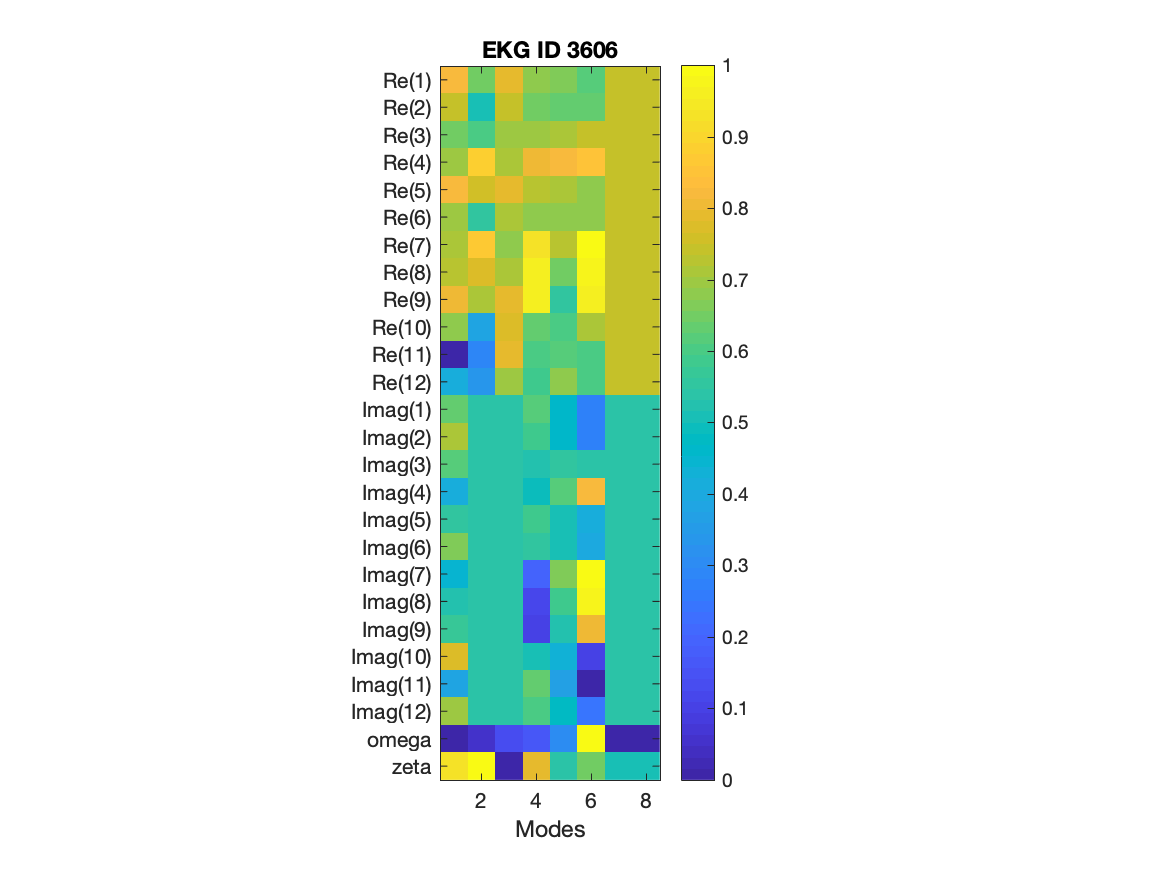 EKG ID 3606
Re(1)
Re(2)
Re(3)
Re(4)
Re(5)
Re(6)
Re(7)
Re(8)
Re(9)
Re(10)
Re(11)
Re(12)
Imag(1)
Imag(2)
Imag(3)
Imag(4)
Imag(5)
Imag(6)
Imag(7)
Imag(8)
Imag(9)
Imag(10)
Imag(11)
Imag(12)
omega
zeta
2 4 6 8
Modes
1
0.9
0.8
0.7
0.6
0.5
0.4
0.3
0.2
0.1
0